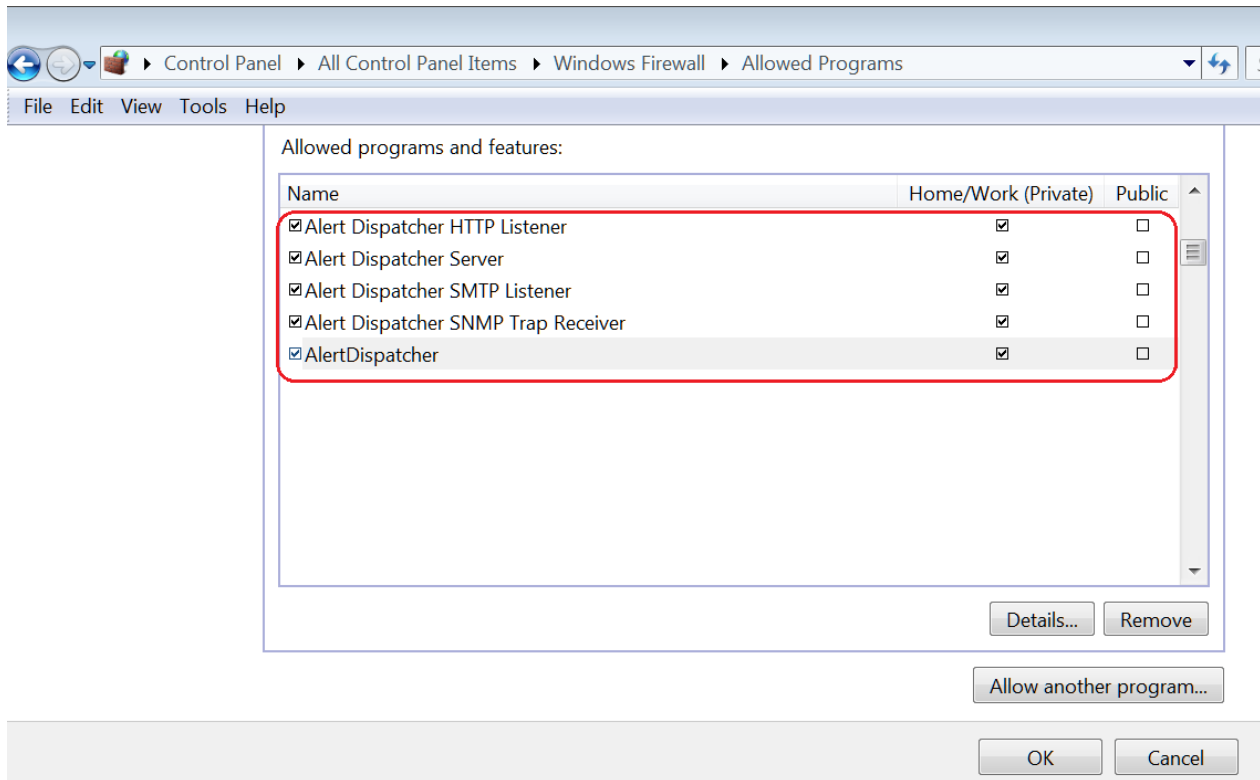 Control Panel All Control Panel Items Windows Firewall Allowed Programs
File Edit View Tools Help
Allowed programs and features:
Name Home/Work (Private) Public
Alert Dispatcher HTTP Listener
Alert Dispatcher Server
Alert Dispatcher SMTP Listener
Alert Dispatcher SNMP Trap Receiver
AlertDispatcher
Details... Remove
Allow another program...
OK Cancel